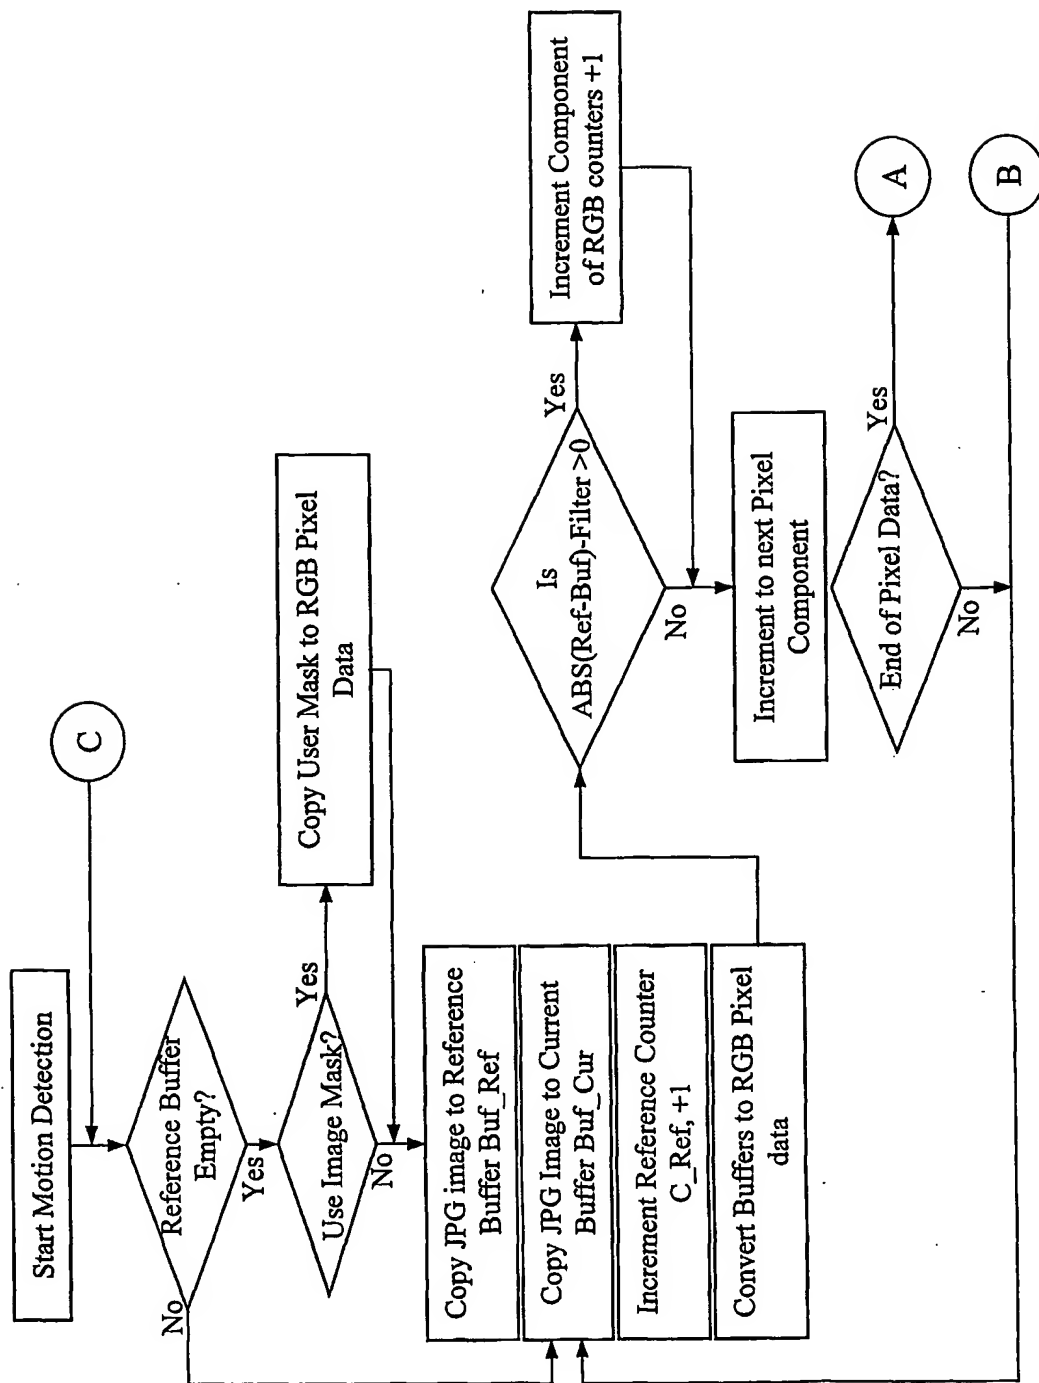 Start Motion Detection
C
Reference Buffer
Empty?
No
Yes
Use Image Mask?
Yes
No
Copy User Mask to RGB Pixel
Data
Copy JPG image to Reference
Buffer Buf_Ref
Copy JPG Image to Current
Buffer Buf_Cur
Increment Reference Counter
C_Ref, +1
Convert Buffers to RGB Pixel
data
Is
ABS(Ref-Buf)-Filter >0
Yes
No
Increment Component
of RGB counters +1
Increment to next Pixel
Component
End of Pixel Data?
Yes
No
A
B